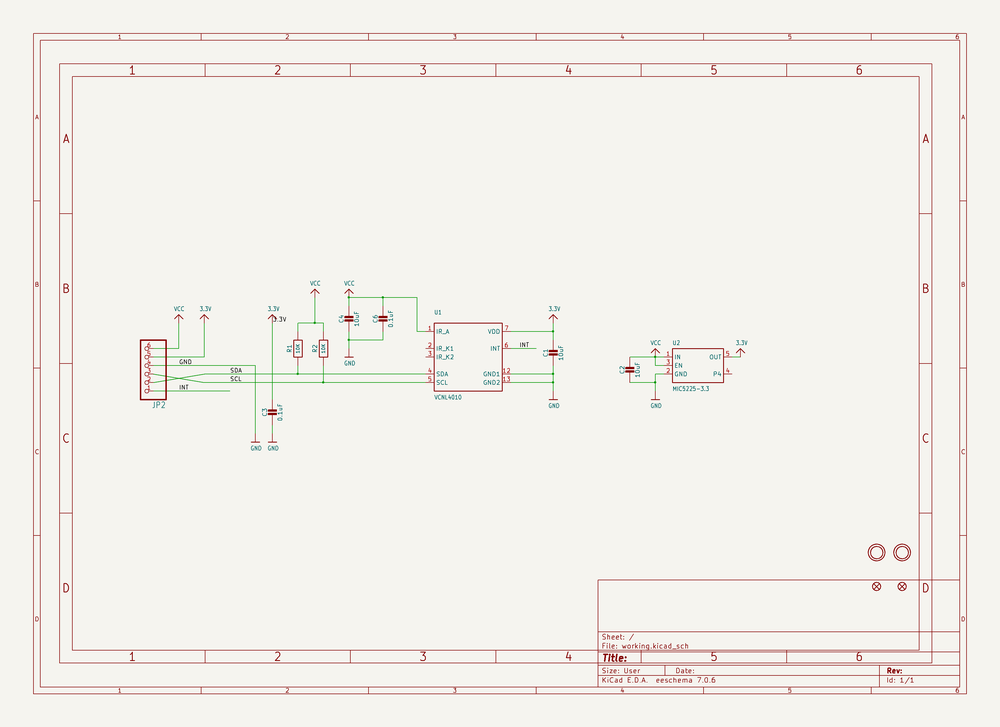 1 2 3 4 5 6
1 2 3 4 5 6
A A A A
B B B B
VCC VCC
VCC 3.3V 3.3V 3.3V 3.3V
C4 10uF C6 0.1uF
U1
1 IR_A VDD 7
2 IR_K1 INT 6 INT
3 IR_K2
4 SDA GND1 12
5 SCL GND2 13
VCNL4010
R1 10K R2 10K
C1 10uF
GND
VCC 3.3V
U2
1 IN OUT 5
3 EN
2 GND P4 4
MIC5225-3.3
C2 10uF
6
5
4
3
2
1
GND
SDA
SCL
INT
JP2
C3 0.1uF
GND GND GND GND
C C C C
D D D D
Sheet: /
File: working.kicad_sch
Title:
Size: User Date: Rev:
KiCad E.D.A. eeschema 7.0.6 Id: 1/1
1 2 3 4 5 6
1 2 3 4 5 6